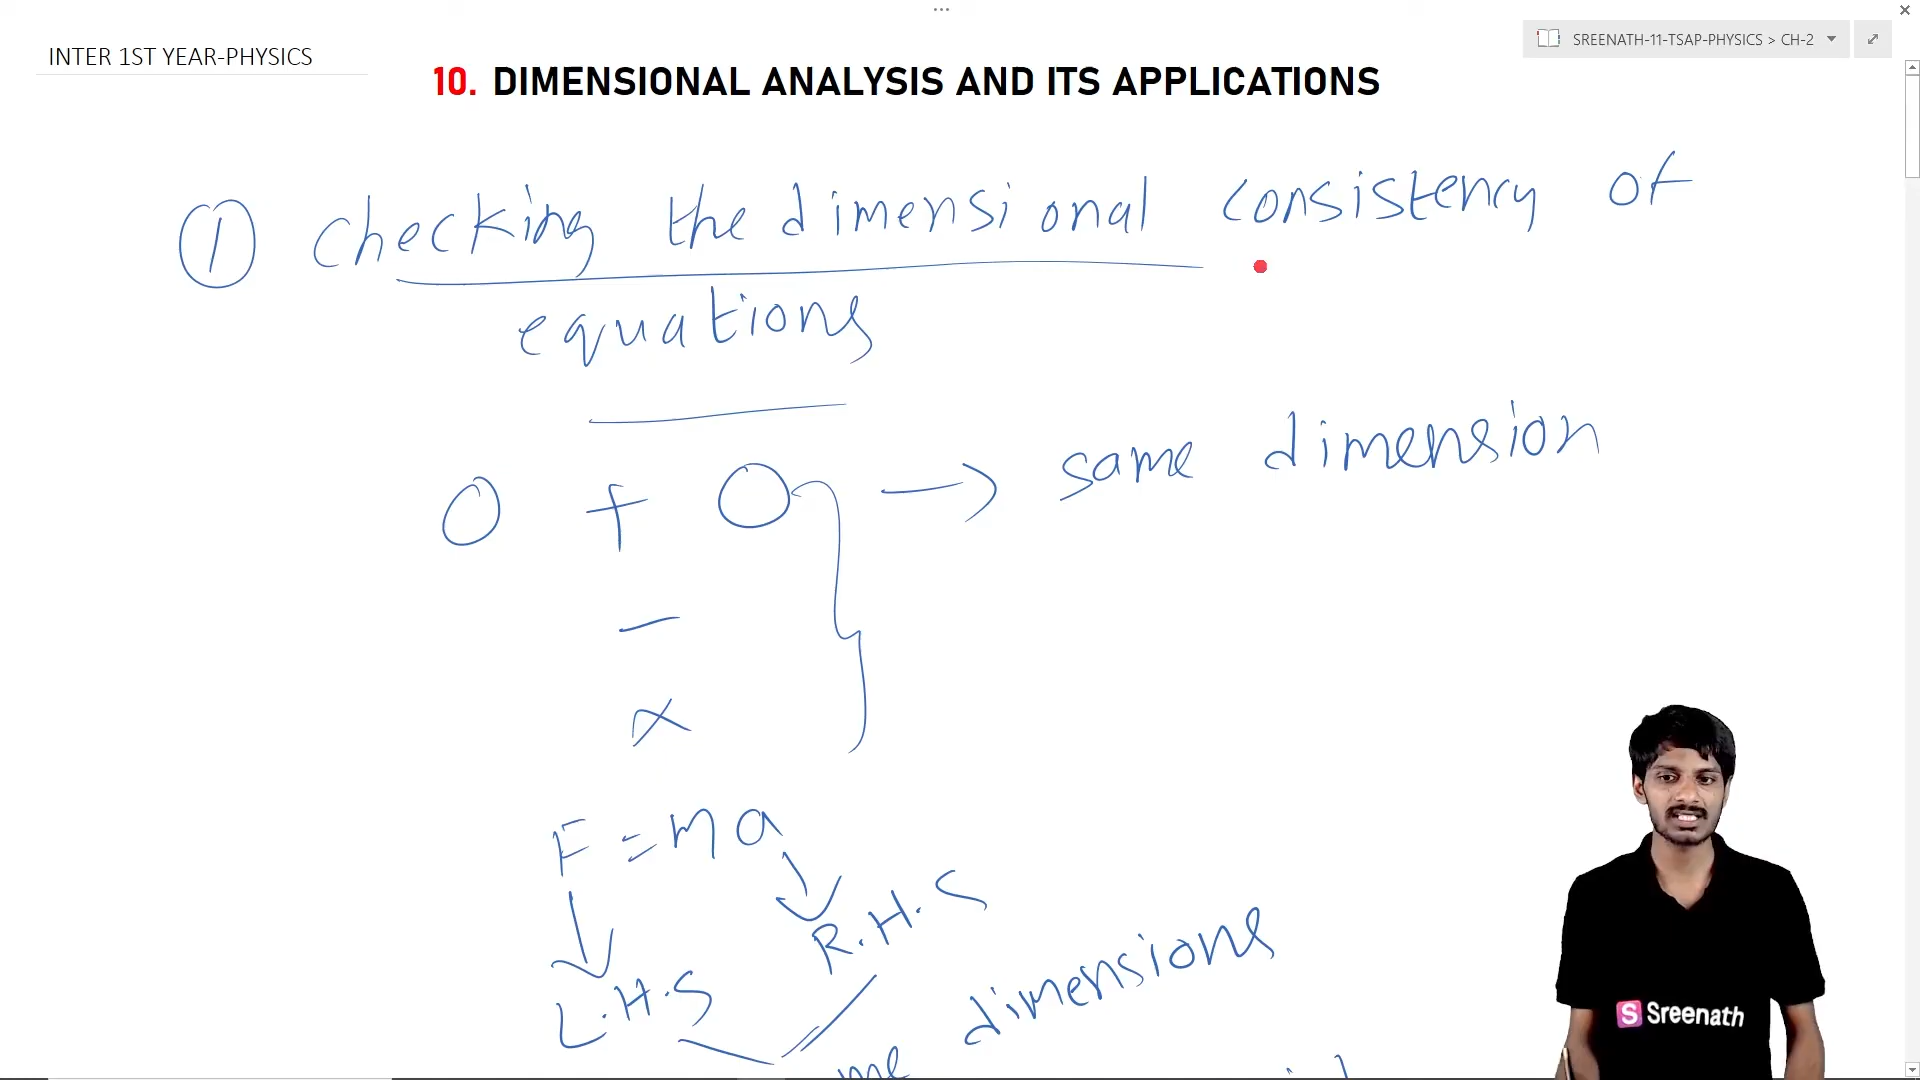 INTER 1ST YEAR-PHYSICS
SREENATH-11-TSAP-PHYSICS > CH-2
10. DIMENSIONAL ANALYSIS AND ITS APPLICATIONS
① checking the dimensional consistency of
equations
O + O → same dimension
−
×
F = ma
R.H.S
L.H.S
dimensions
Sreenath